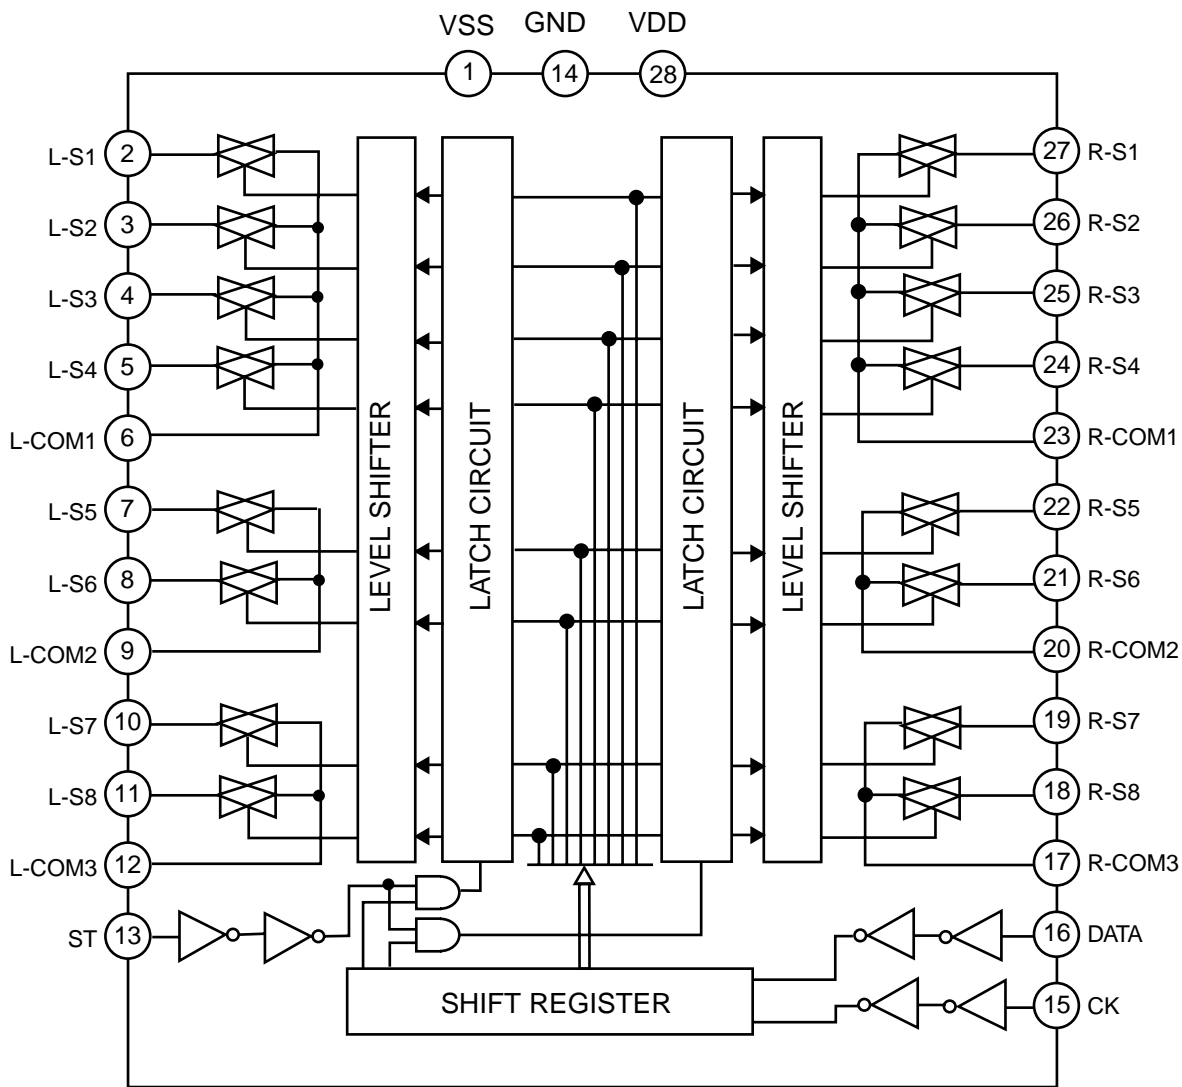 VSS GND VDD
1 14 28
L-S1 2 27 R-S1
L-S2 3 26 R-S2
L-S3 4 25 R-S3
L-S4 5 24 R-S4
L-COM1 6 23 R-COM1
L-S5 7 22 R-S5
L-S6 8 21 R-S6
L-COM2 9 20 R-COM2
L-S7 10 19 R-S7
L-S8 11 18 R-S8
L-COM3 12 17 R-COM3
ST 13 16 DATA
15 CK
LEVEL SHIFTER
LATCH CIRCUIT
LATCH CIRCUIT
LEVEL SHIFTER
SHIFT REGISTER